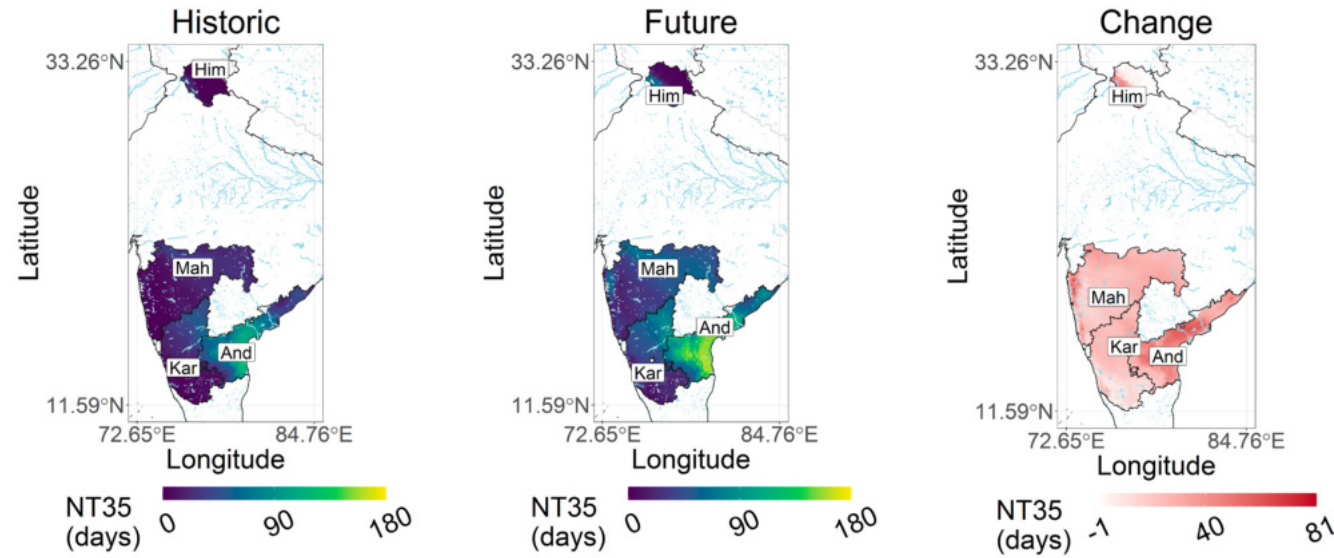 Historic
33.26°N
Him
Mah
And
Kar
11.59°N
72.65°E
84.76°E
Latitude
Longitude
NT35
(days)
0
90
180
Future
33.26°N
Him
Mah
And
Kar
11.59°N
72.65°E
84.76°E
Latitude
Longitude
NT35
(days)
0
90
180
Change
33.26°N
Him
Mah
Kar
And
11.59°N
72.65°E
84.76°E
Latitude
Longitude
NT35
(days)
-1
40
81